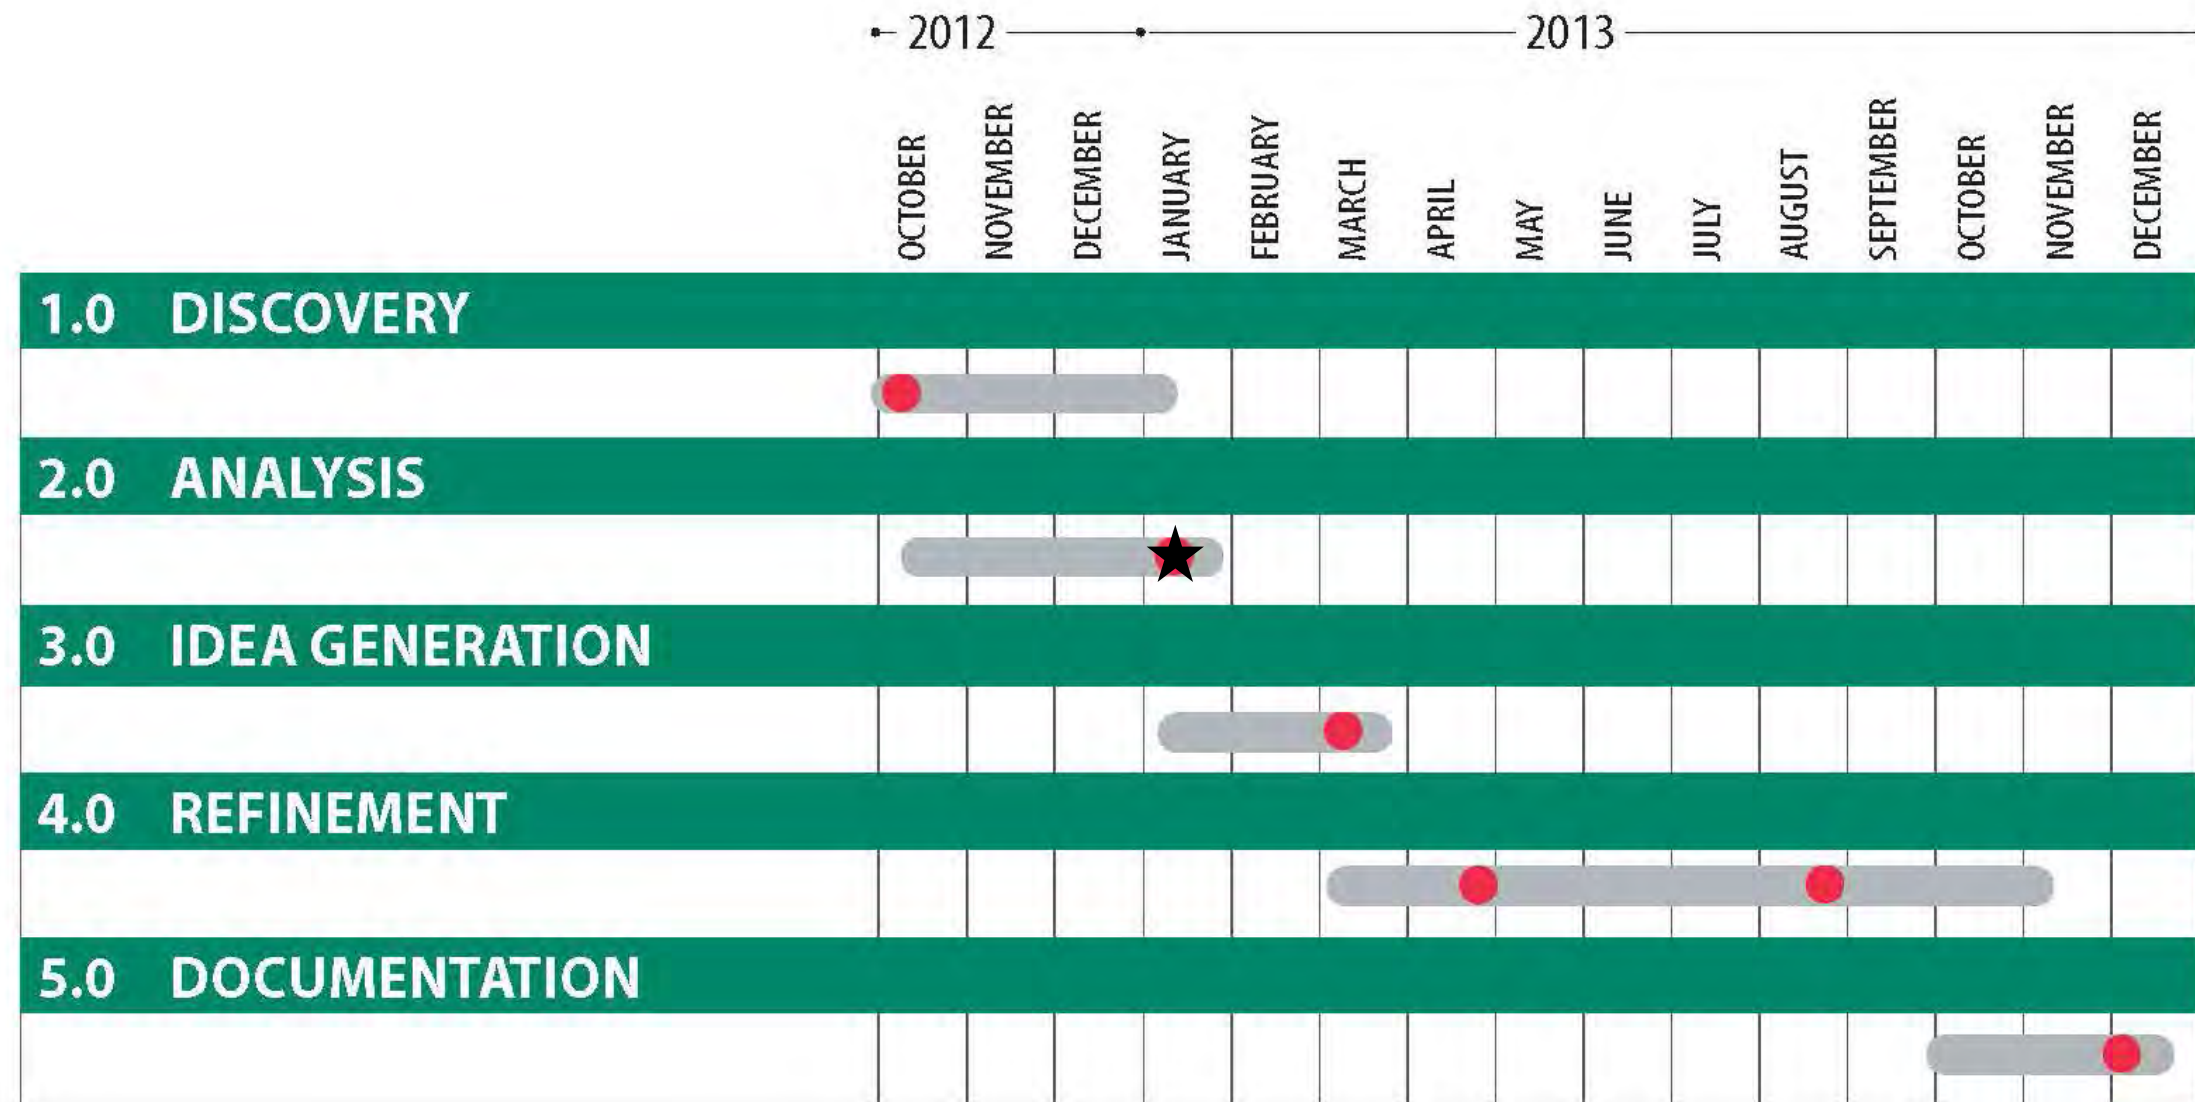 2012 2013
OCTOBER NOVEMBER DECEMBER JANUARY FEBRUARY MARCH APRIL MAY JUNE JULY AUGUST SEPTEMBER OCTOBER NOVEMBER DECEMBER
1.0 DISCOVERY
2.0 ANALYSIS
3.0 IDEA GENERATION
4.0 REFINEMENT
5.0 DOCUMENTATION